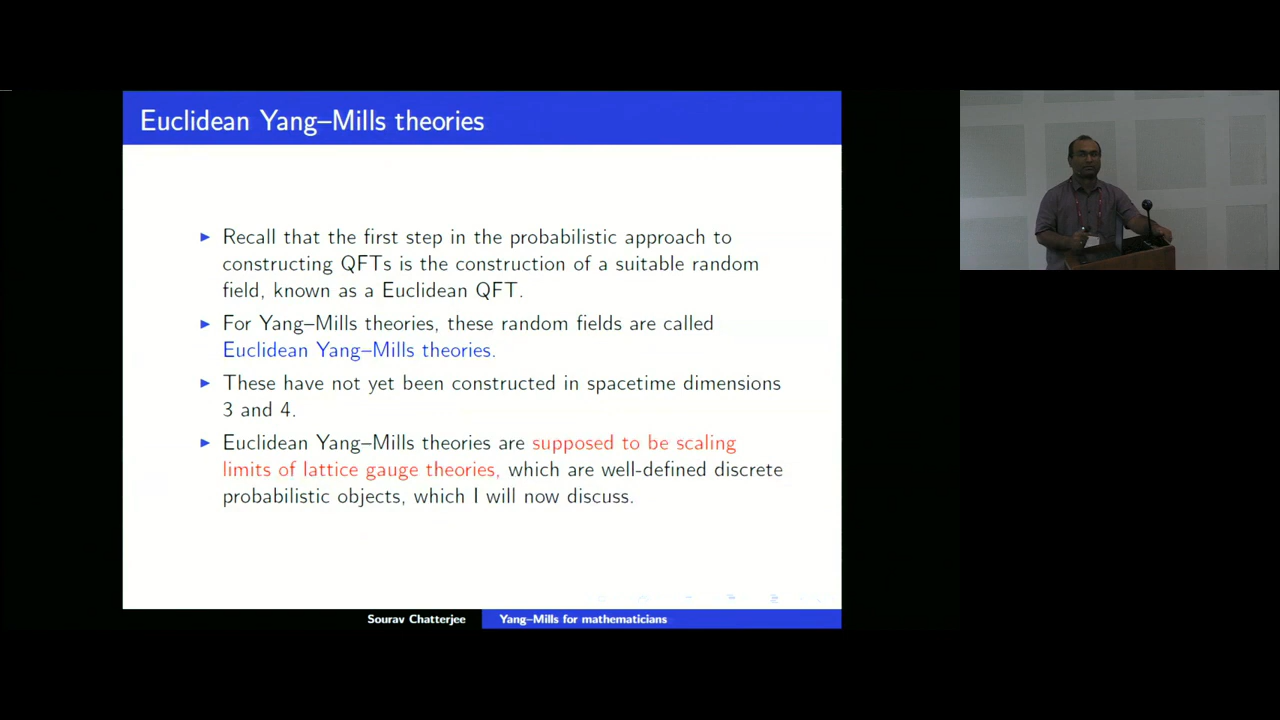 Euclidean Yang–Mills theories
▶ Recall that the first step in the probabilistic approach to
constructing QFTs is the construction of a suitable random
field, known as a Euclidean QFT.
▶ For Yang–Mills theories, these random fields are called
Euclidean Yang–Mills theories.
▶ These have not yet been constructed in spacetime dimensions
3 and 4.
▶ Euclidean Yang–Mills theories are supposed to be scaling
limits of lattice gauge theories, which are well-defined discrete
probabilistic objects, which I will now discuss.
Sourav Chatterjee
Yang–Mills for mathematicians